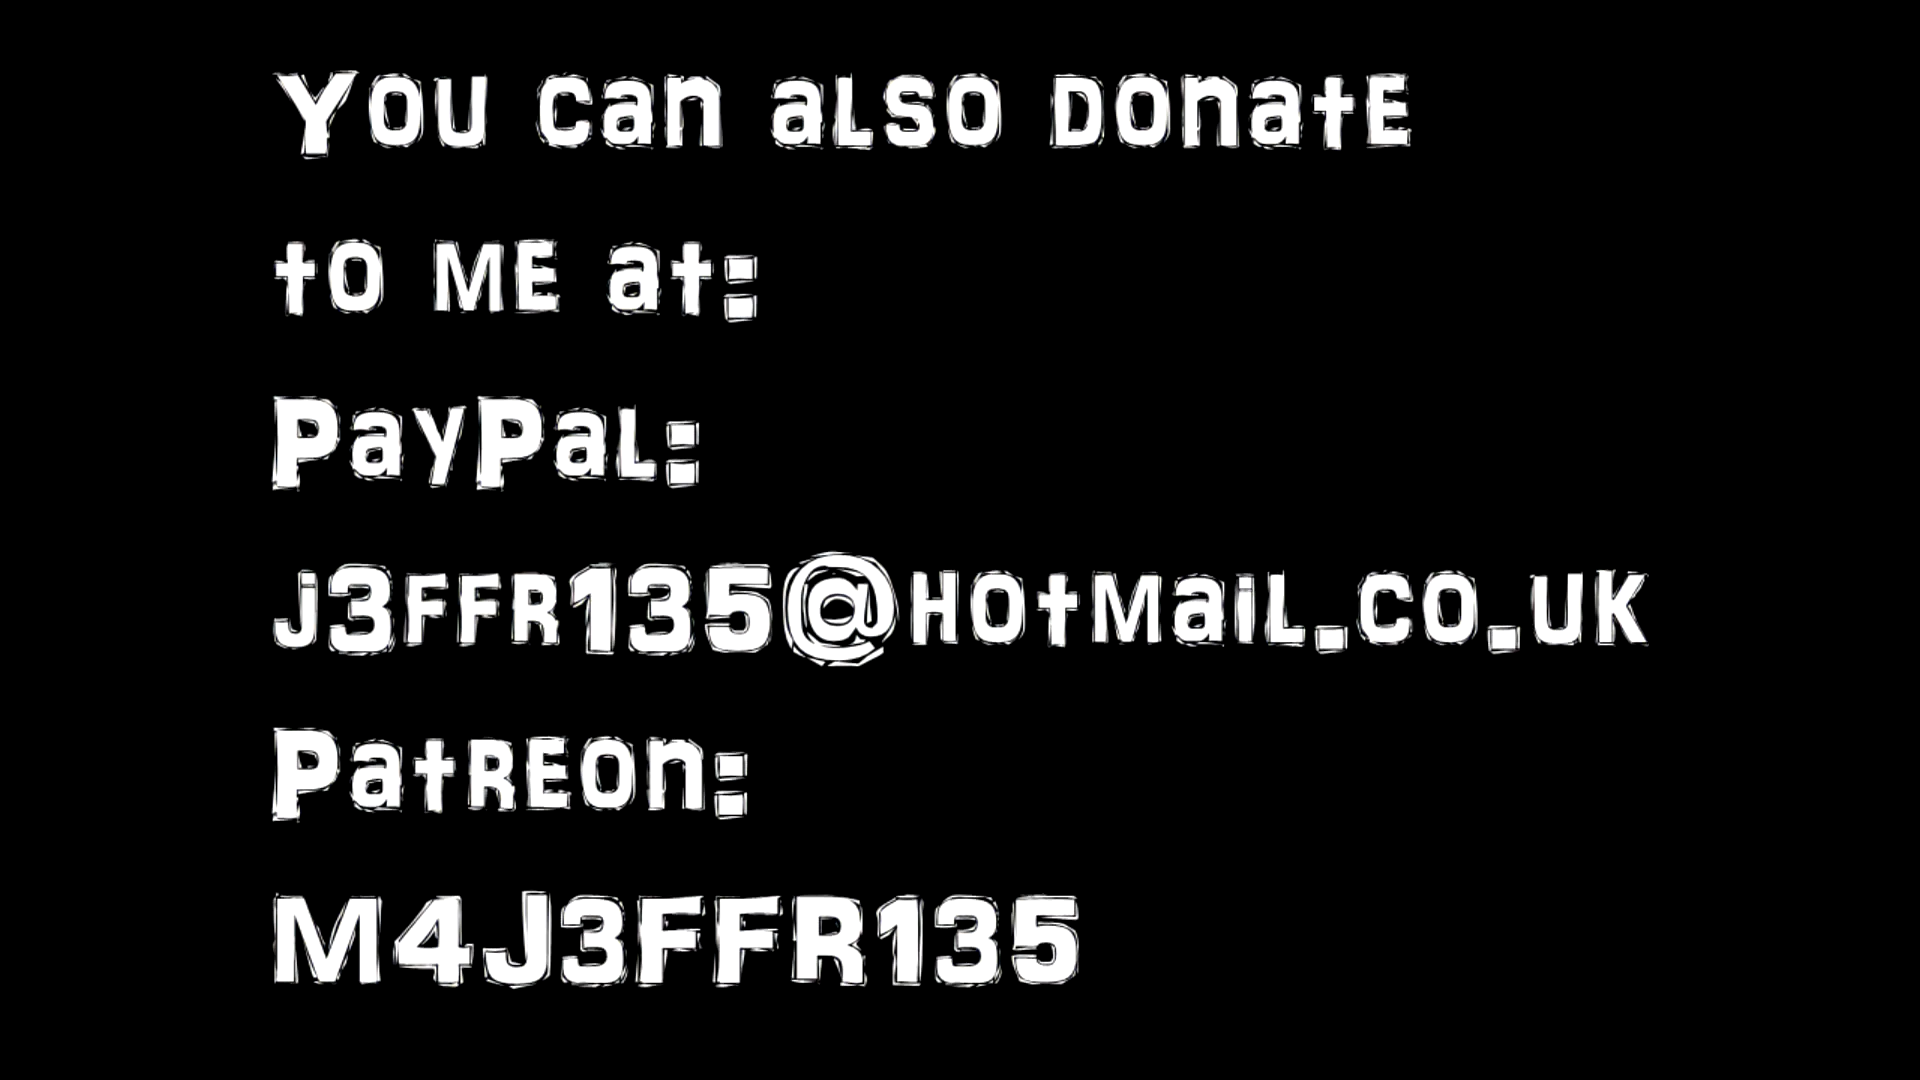 You can also donate
to me at:
PayPal:
j3ffr135@hotmail.co.uk
Patreon:
M4J3FFR135